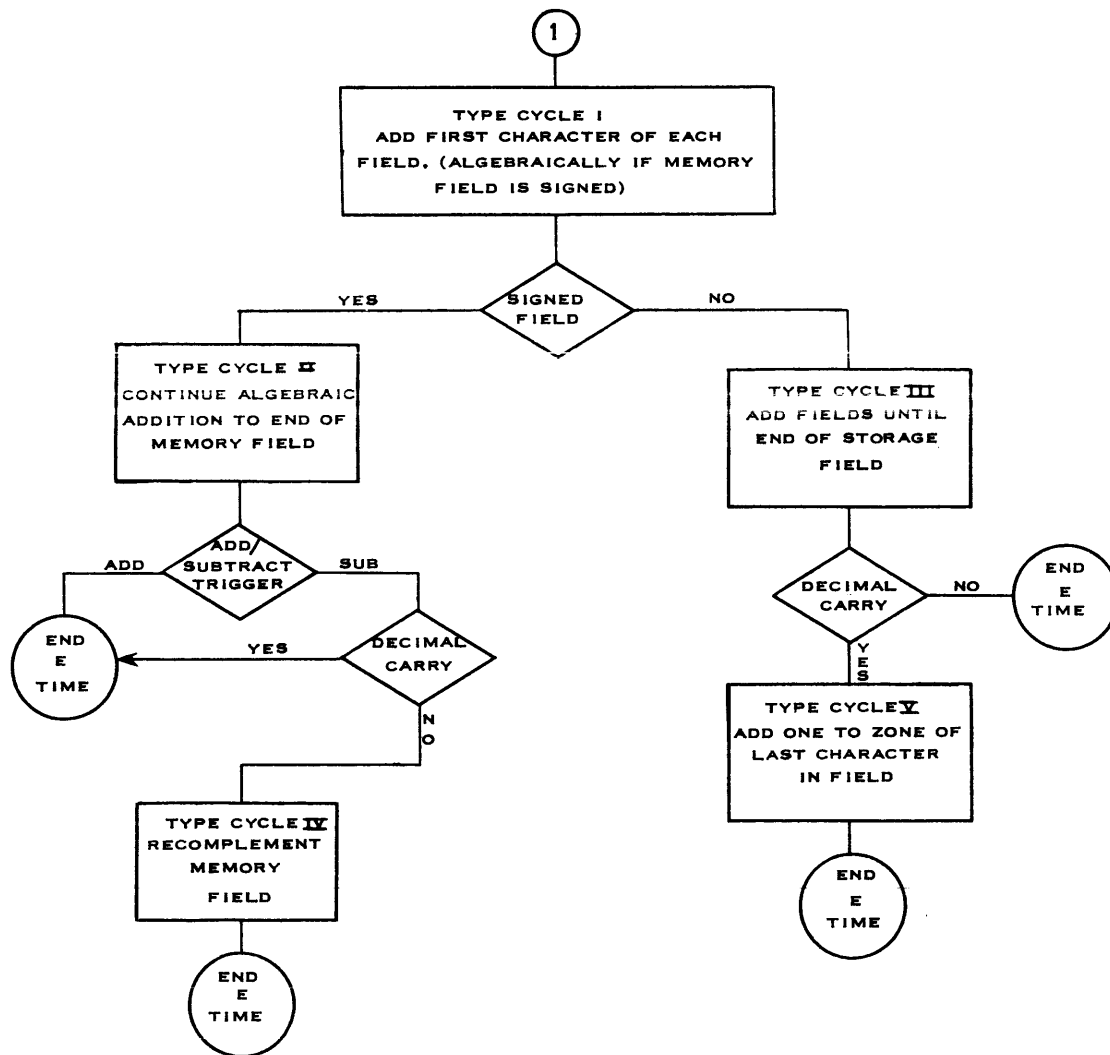 1
TYPE CYCLE I
ADD FIRST CHARACTER OF EACH
FIELD. (ALGEBRAICALLY IF MEMORY
FIELD IS SIGNED)
SIGNED
FIELD
YES
NO
TYPE CYCLE II
CONTINUE ALGEBRAIC
ADDITION TO END OF
MEMORY FIELD
TYPE CYCLE III
ADD FIELDS UNTIL
END OF STORAGE
FIELD
ADD/
SUBTRACT
TRIGGER
ADD
SUB
END
E
TIME
YES
DECIMAL
CARRY
NO
TYPE CYCLE IV
RECOMPLEMENT
MEMORY
FIELD
END
E
TIME
DECIMAL
CARRY
NO
END
E
TIME
YES
TYPE CYCLE V
ADD ONE TO ZONE OF
LAST CHARACTER
IN FIELD
END
E
TIME